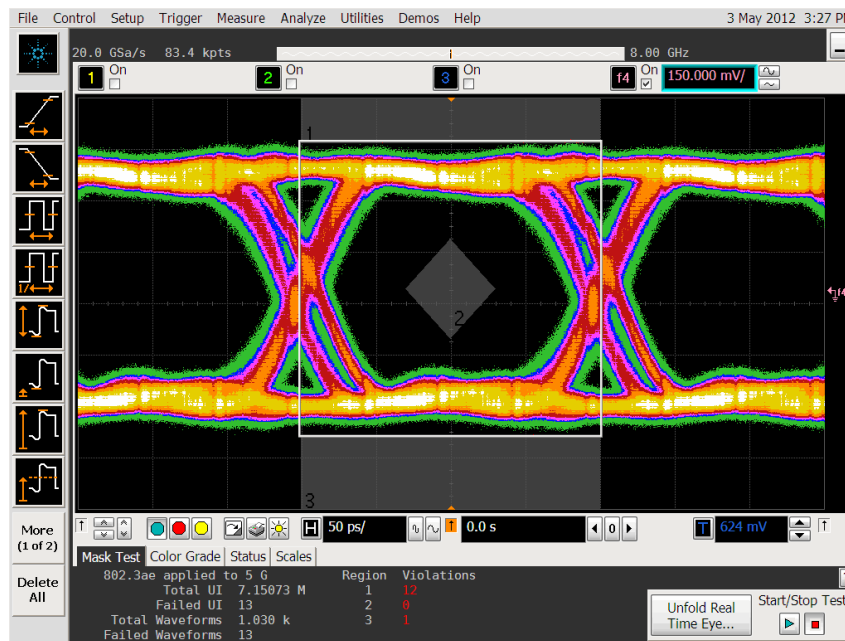 File Control Setup Trigger Measure Analyze Utilities Demos Help 3 May 2012 3:27 PM
20.0 GSa/s 83.4 kpts 8.00 GHz
1 On 2 On 3 On f4 On 150.000 mV/
1
f4
2
3
More
(1 of 2)
Delete
All
H 50 ps/ 0.0 s 0 T 624 mV
Mask Test Color Grade Status Scales
802.3ae applied to 5 G Region Violations
Total UI 7.15073 M 1 12
Failed UI 13 2 0
Total Waveforms 1.030 k 3 1
Failed Waveforms 13
Unfold Real
Time Eye...
Start/Stop Test